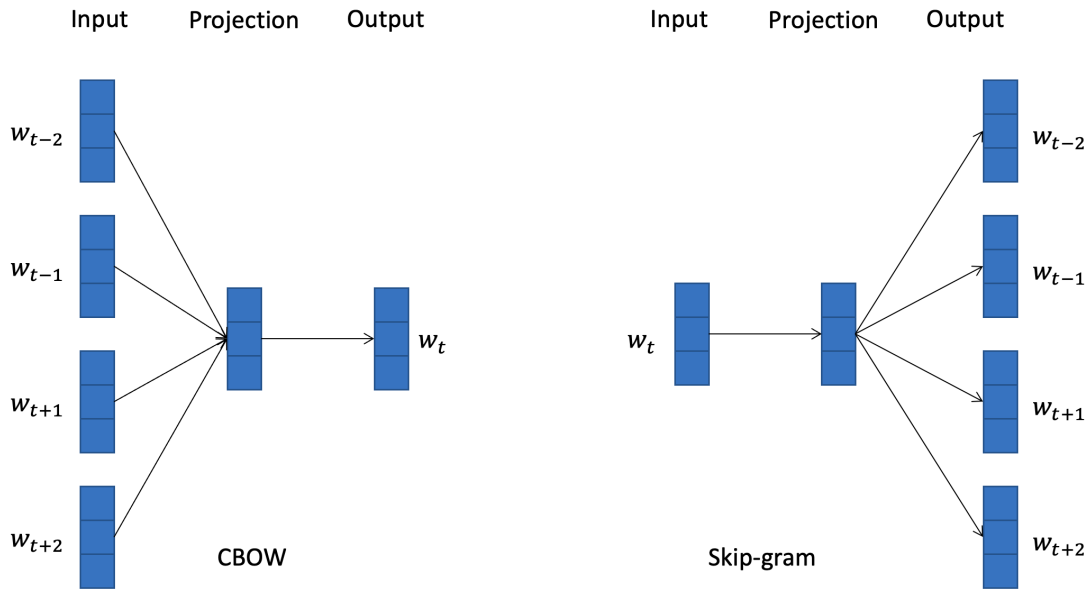 Input Projection Output
w_{t−2}
w_{t−1}
w_t
w_{t+1}
w_{t+2}
CBOW
Input Projection Output
w_{t−2}
w_{t−1}
w_t
w_{t+1}
w_{t+2}
Skip-gram